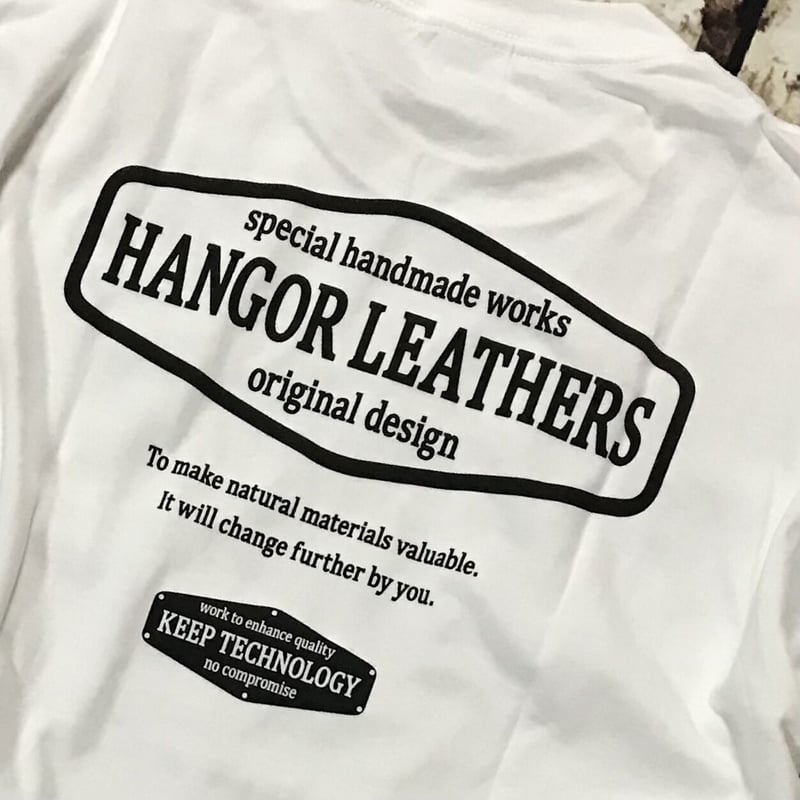 special handmade works
HANGOR LEATHERS
original design
To make natural materials valuable.
It will change further by you.
work to enhance quality
KEEP TECHNOLOGY
no compromise